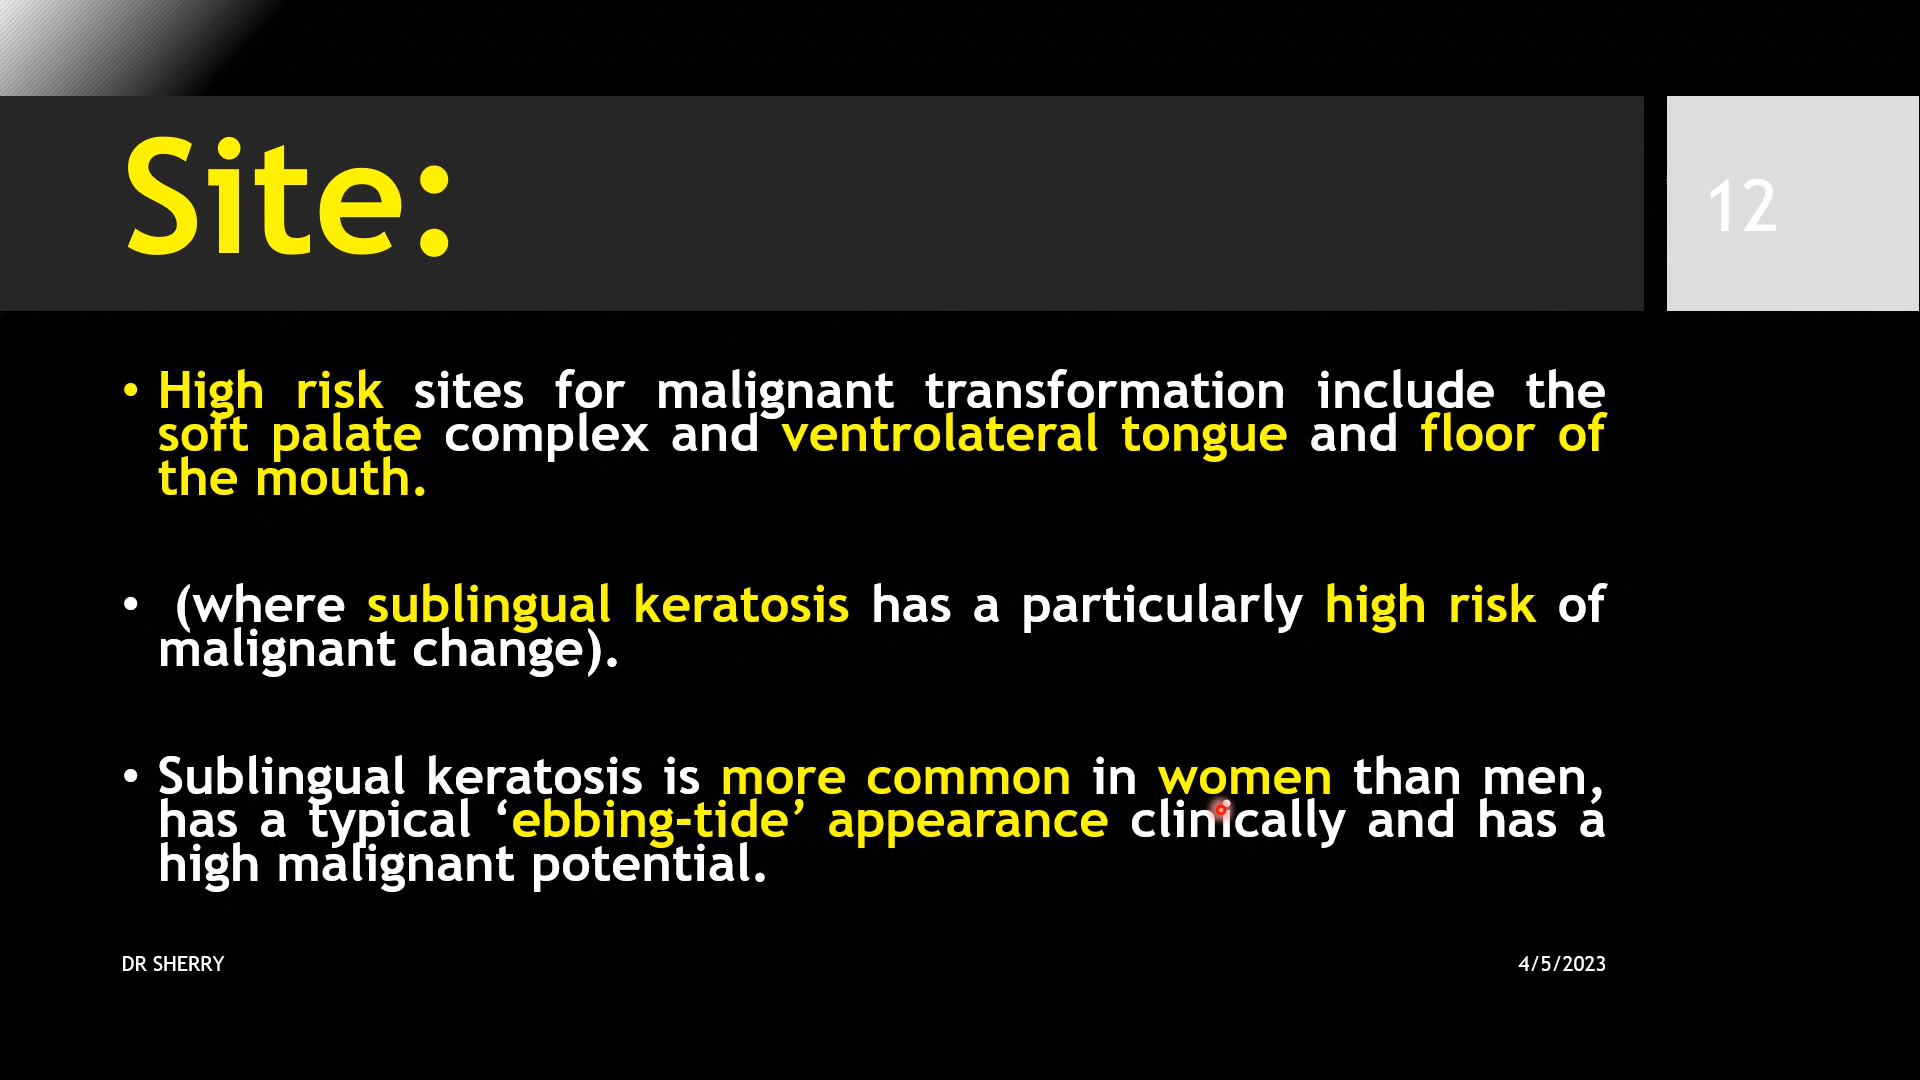 Site:
12
• High risk sites for malignant transformation include the
soft palate complex and ventrolateral tongue and floor of
the mouth.
• (where sublingual keratosis has a particularly high risk of
malignant change).
• Sublingual keratosis is more common in women than men,
has a typical ‘ebbing-tide’ appearance clinically and has a
high malignant potential.
DR SHERRY
4/5/2023